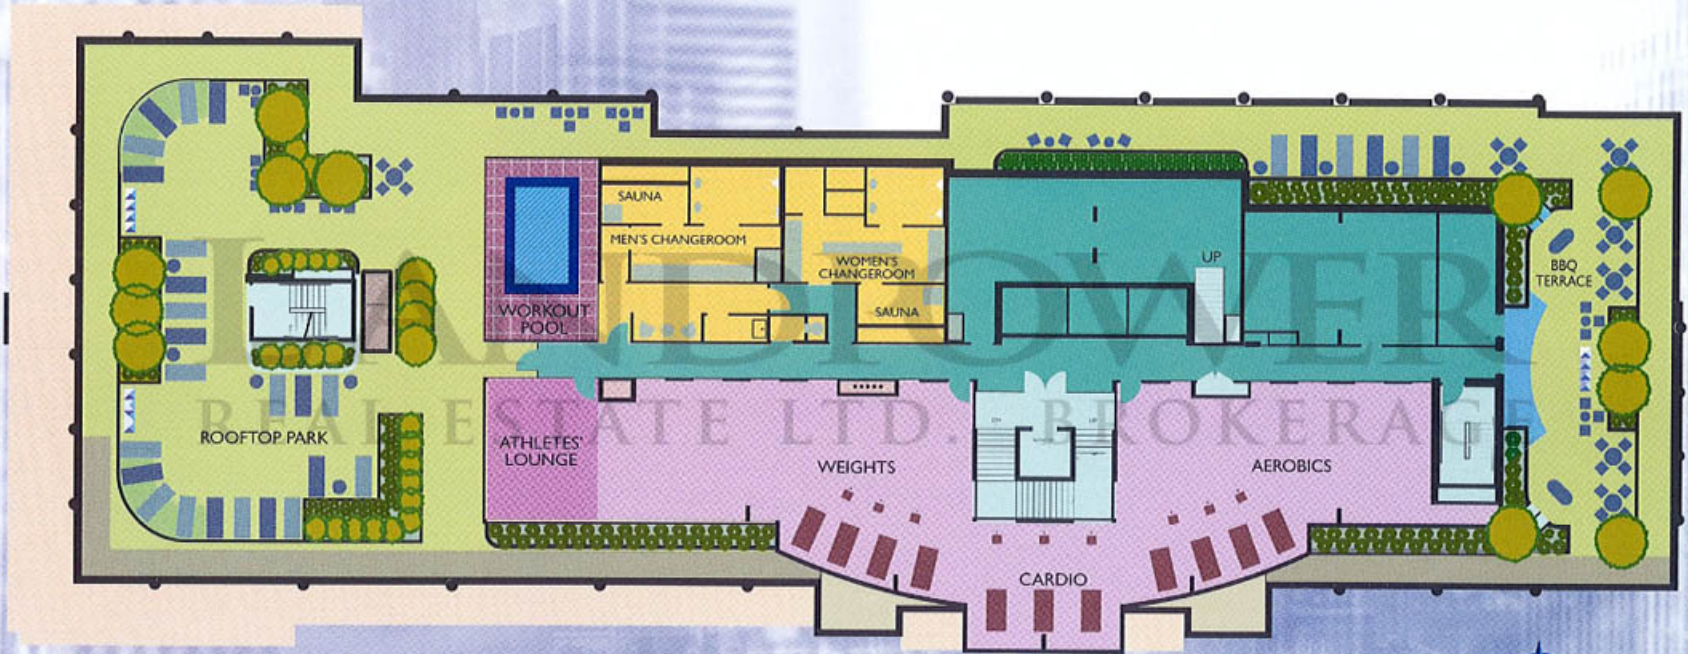 SAUNA
MEN'S CHANGEROOM
WOMEN'S
CHANGEROOM
SAUNA
UP
BBQ
TERRACE
WORKOUT
POOL
LANDPOWER
REAL ESTATE LTD. BROKERAGE
ROOFTOP PARK
ATHLETES'
LOUNGE
WEIGHTS
AEROBICS
CARDIO